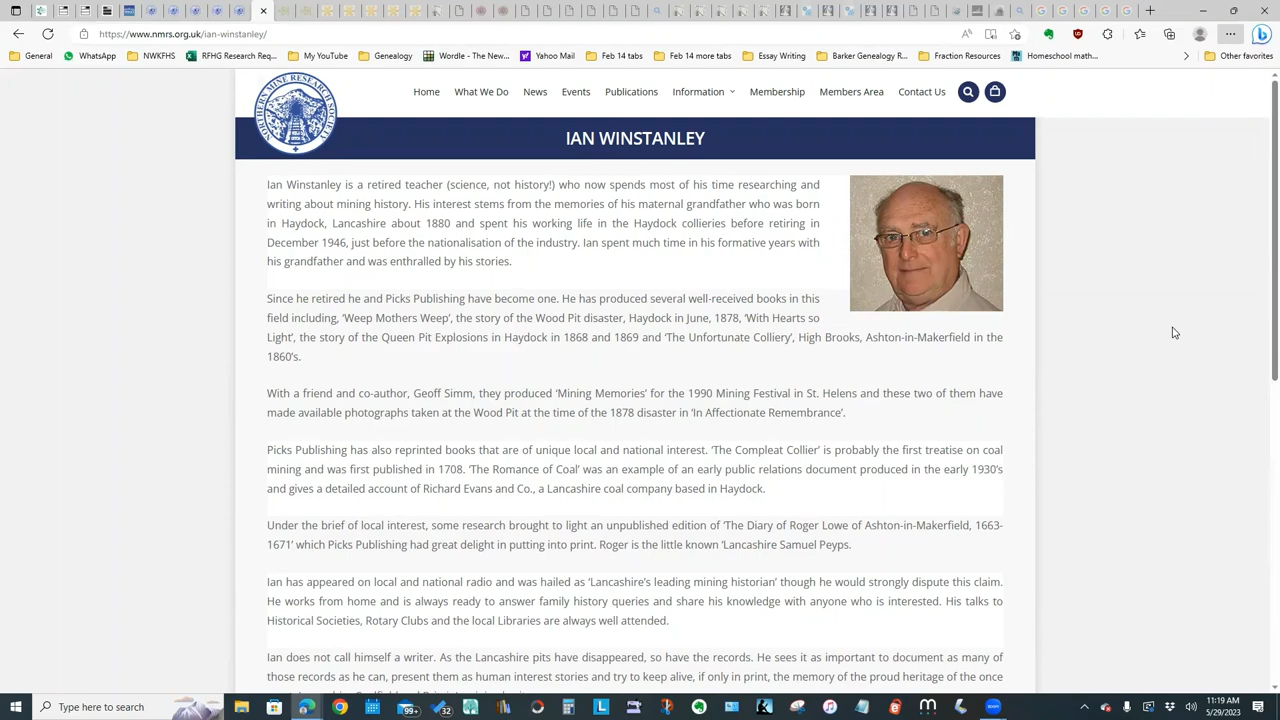 https://www.nmrs.org.uk/ian-winstanley/
General WhatsApp NWKFHS RFHG Research Req... My YouTube Genealogy Wordle - The New... Yahoo Mail Feb 14 tabs Feb 14 more tabs Essay Writing Barker Genealogy R... Fraction Resources Homeschool math... Other favorites
Home What We Do News Events Publications Information Membership Members Area Contact Us
NORTHERN MINE RESEARCH SOCIETY
IAN WINSTANLEY
Ian Winstanley is a retired teacher (science, not history!) who now spends most of his time researching and
writing about mining history. His interest stems from the memories of his maternal grandfather who was born
in Haydock, Lancashire about 1880 and spent his working life in the Haydock collieries before retiring in
December 1946, just before the nationalisation of the industry. Ian spent much time in his formative years with
his grandfather and was enthralled by his stories.
Since he retired he and Picks Publishing have become one. He has produced several well-received books in this
field including, ‘Weep Mothers Weep’, the story of the Wood Pit disaster, Haydock in June, 1878, ‘With Hearts so
Light’, the story of the Queen Pit Explosions in Haydock in 1868 and 1869 and ‘The Unfortunate Colliery’, High Brooks, Ashton-in-Makerfield in the
1860’s.
With a friend and co-author, Geoff Simm, they produced ‘Mining Memories’ for the 1990 Mining Festival in St. Helens and these two of them have
made available photographs taken at the Wood Pit at the time of the 1878 disaster in ‘In Affectionate Remembrance’.
Picks Publishing has also reprinted books that are of unique local and national interest. ‘The Compleat Collier’ is probably the first treatise on coal
mining and was first published in 1708. ‘The Romance of Coal’ was an example of an early public relations document produced in the early 1930’s
and gives a detailed account of Richard Evans and Co., a Lancashire coal company based in Haydock.
Under the brief of local interest, some research brought to light an unpublished edition of ‘The Diary of Roger Lowe of Ashton-in-Makerfield, 1663-
1671’ which Picks Publishing had great delight in putting into print. Roger is the little known ‘Lancashire Samuel Peyps.
Ian has appeared on local and national radio and was hailed as ‘Lancashire’s leading mining historian’ though he would strongly dispute this claim.
He works from home and is always ready to answer family history queries and share his knowledge with anyone who is interested. His talks to
Historical Societies, Rotary Clubs and the local Libraries are always well attended.
Ian does not call himself a writer. As the Lancashire pits have disappeared, so have the records. He sees it as important to document as many of
those records as he can, present them as human interest stories and try to keep alive, if only in print, the memory of the proud heritage of the once
Type here to search
99+
32
11:19 AM
5/29/2023